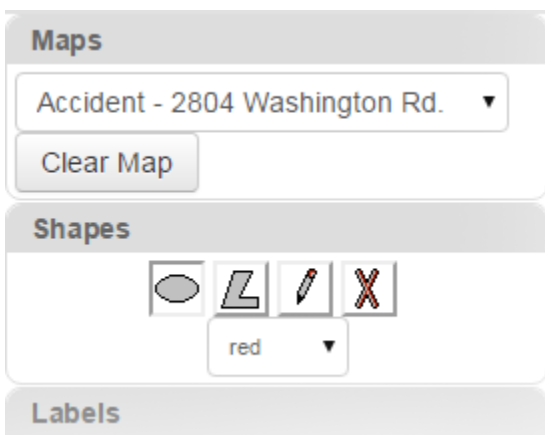 Maps
Accident - 2804 Washington Rd.
Clear Map
Shapes
red
Labels